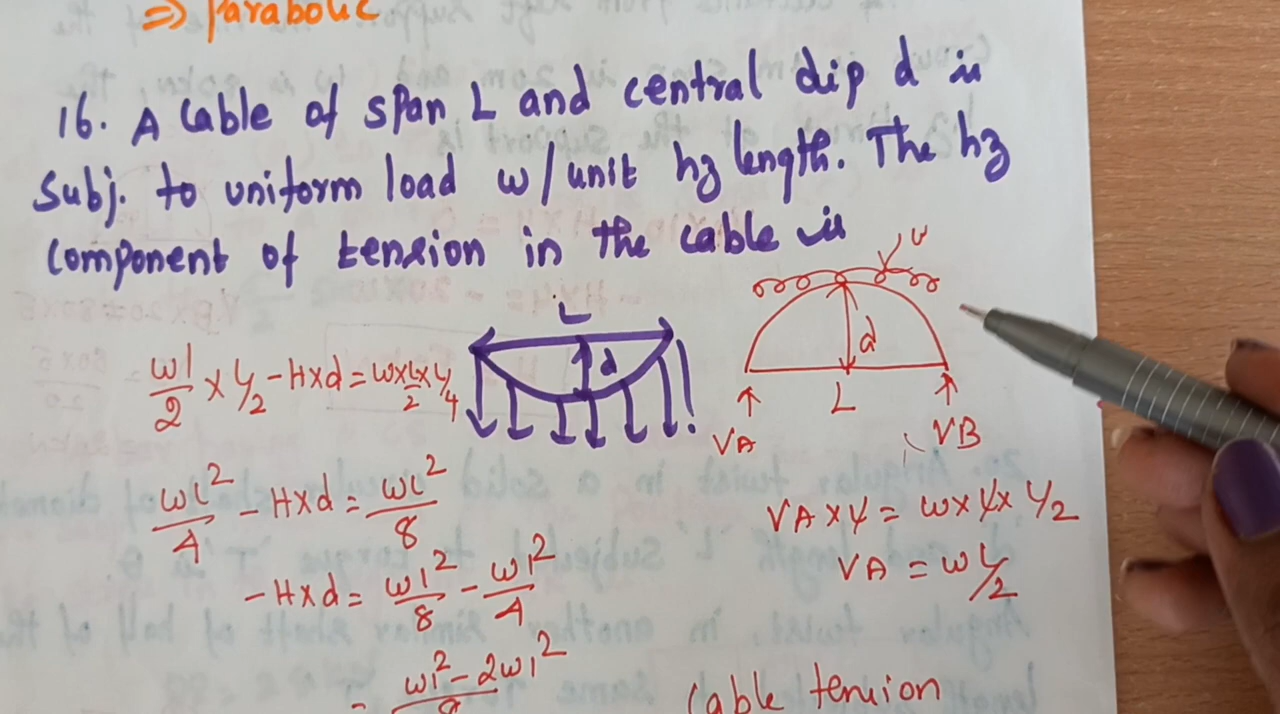 ⇒ parabolic
16. A Cable of span L and central dip d is
Subj. to uniform load w/unit hz length. The hz
component of tension in the cable is
w
L
d
d
L
VA
VB
wl/2 × l/2 - H×d = w×l/2×l/4
wl²/4 - H×d = wl²/8
-H×d = wl²/8 - wl²/4
= wl²-2wl²/8
VA×l = w×l×l/2
VA = wl/2
Cable tension